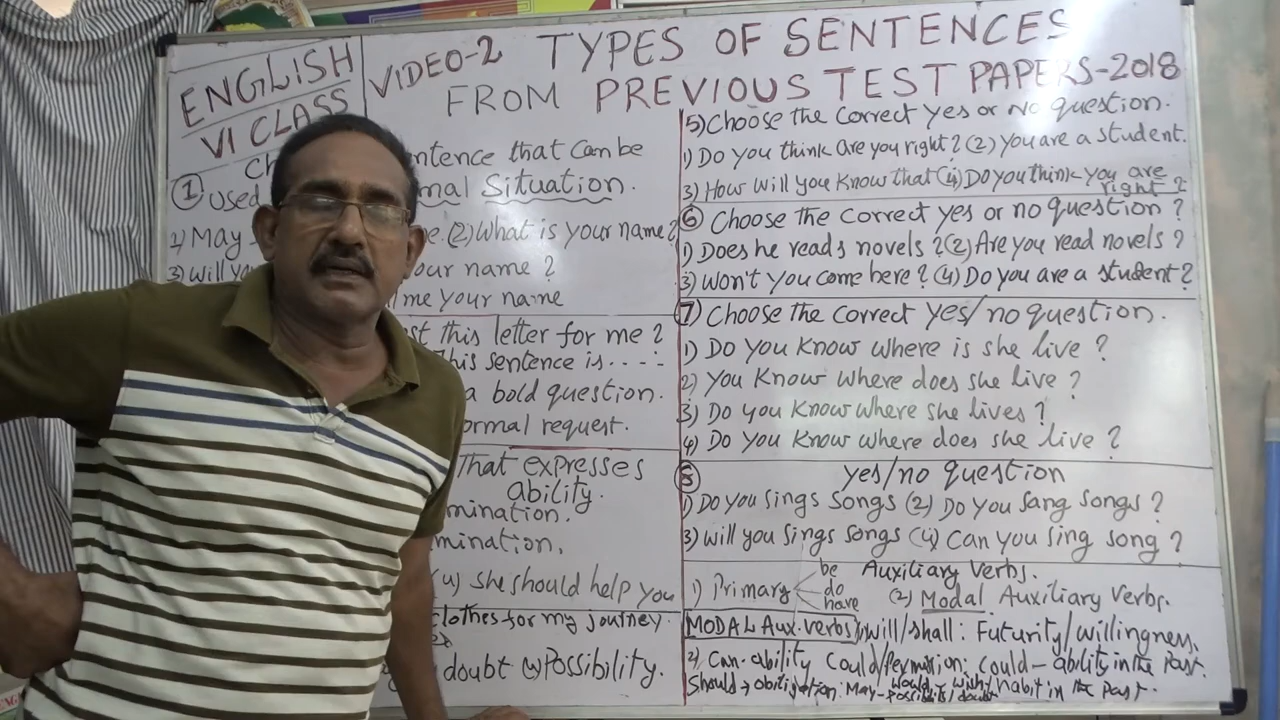 ENGLISH
VI CLASS
VIDEO-2 TYPES OF SENTENCES
FROM PREVIOUS TEST PAPERS-2018
ntence that can be
① Used mal Situation.
1) May e. (2) What is your name?
3) Will you our name ?
me your name
st this letter for me ?
This sentence is . . . .
a bold question.
ormal request.
That expresses
ability.
mination.
mination.
(4) She should help you
clothes for my journey.
doubt 4) Possibility.
5) Choose the Correct Yes or No question.
1) Do you think Are you right ? (2) You are a student.
3) How will you know that (4) Do you think you are
right ?
⑥ Choose the Correct yes or no question ?
1) Does he reads novels ? (2) Are you read novels ?
3) Won't you come here ? (4) Do you are a student ?
⑦ Choose the Correct yes/no question.
1) Do you know where is she live ?
2) You know where does she live ?
3) Do you know where she lives ?
4) Do you know where does she live ?
⑧ yes/no question
1) Do you sings songs (2) Do you sang songs ?
3) will you sings songs (4) Can you sing song ?
1) Primary be do have
Auxiliary Verbs.
(2) Modal Auxiliary Verbs.
MODAL Aux. verbs 1) will/shall : Futurity/willingness.
2) Can-ability Could/Permission: Could - ability in the Past.
Should → obligation May - Possibility/doubt would - wish/habit in the Past.